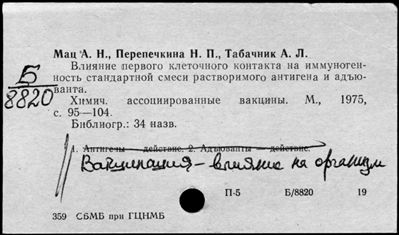 Мац А. Н., Перепечкина Н. П., Табачник А. Л.
Влияние первого клеточного контакта на иммуноген-
ность стандартной смеси растворимого антигена и адъю-
ванта.
Б
8820
Химич. ассоциированные вакцины. М., 1975,
с. 95—104.
Библиогр.: 34 назв.
1. Антигены — действие. 2. Адъюванты — действие.
Вакцинация – влияние на организм
П-5 Б/8820 19
359 СБМБ при ГЦНМБ